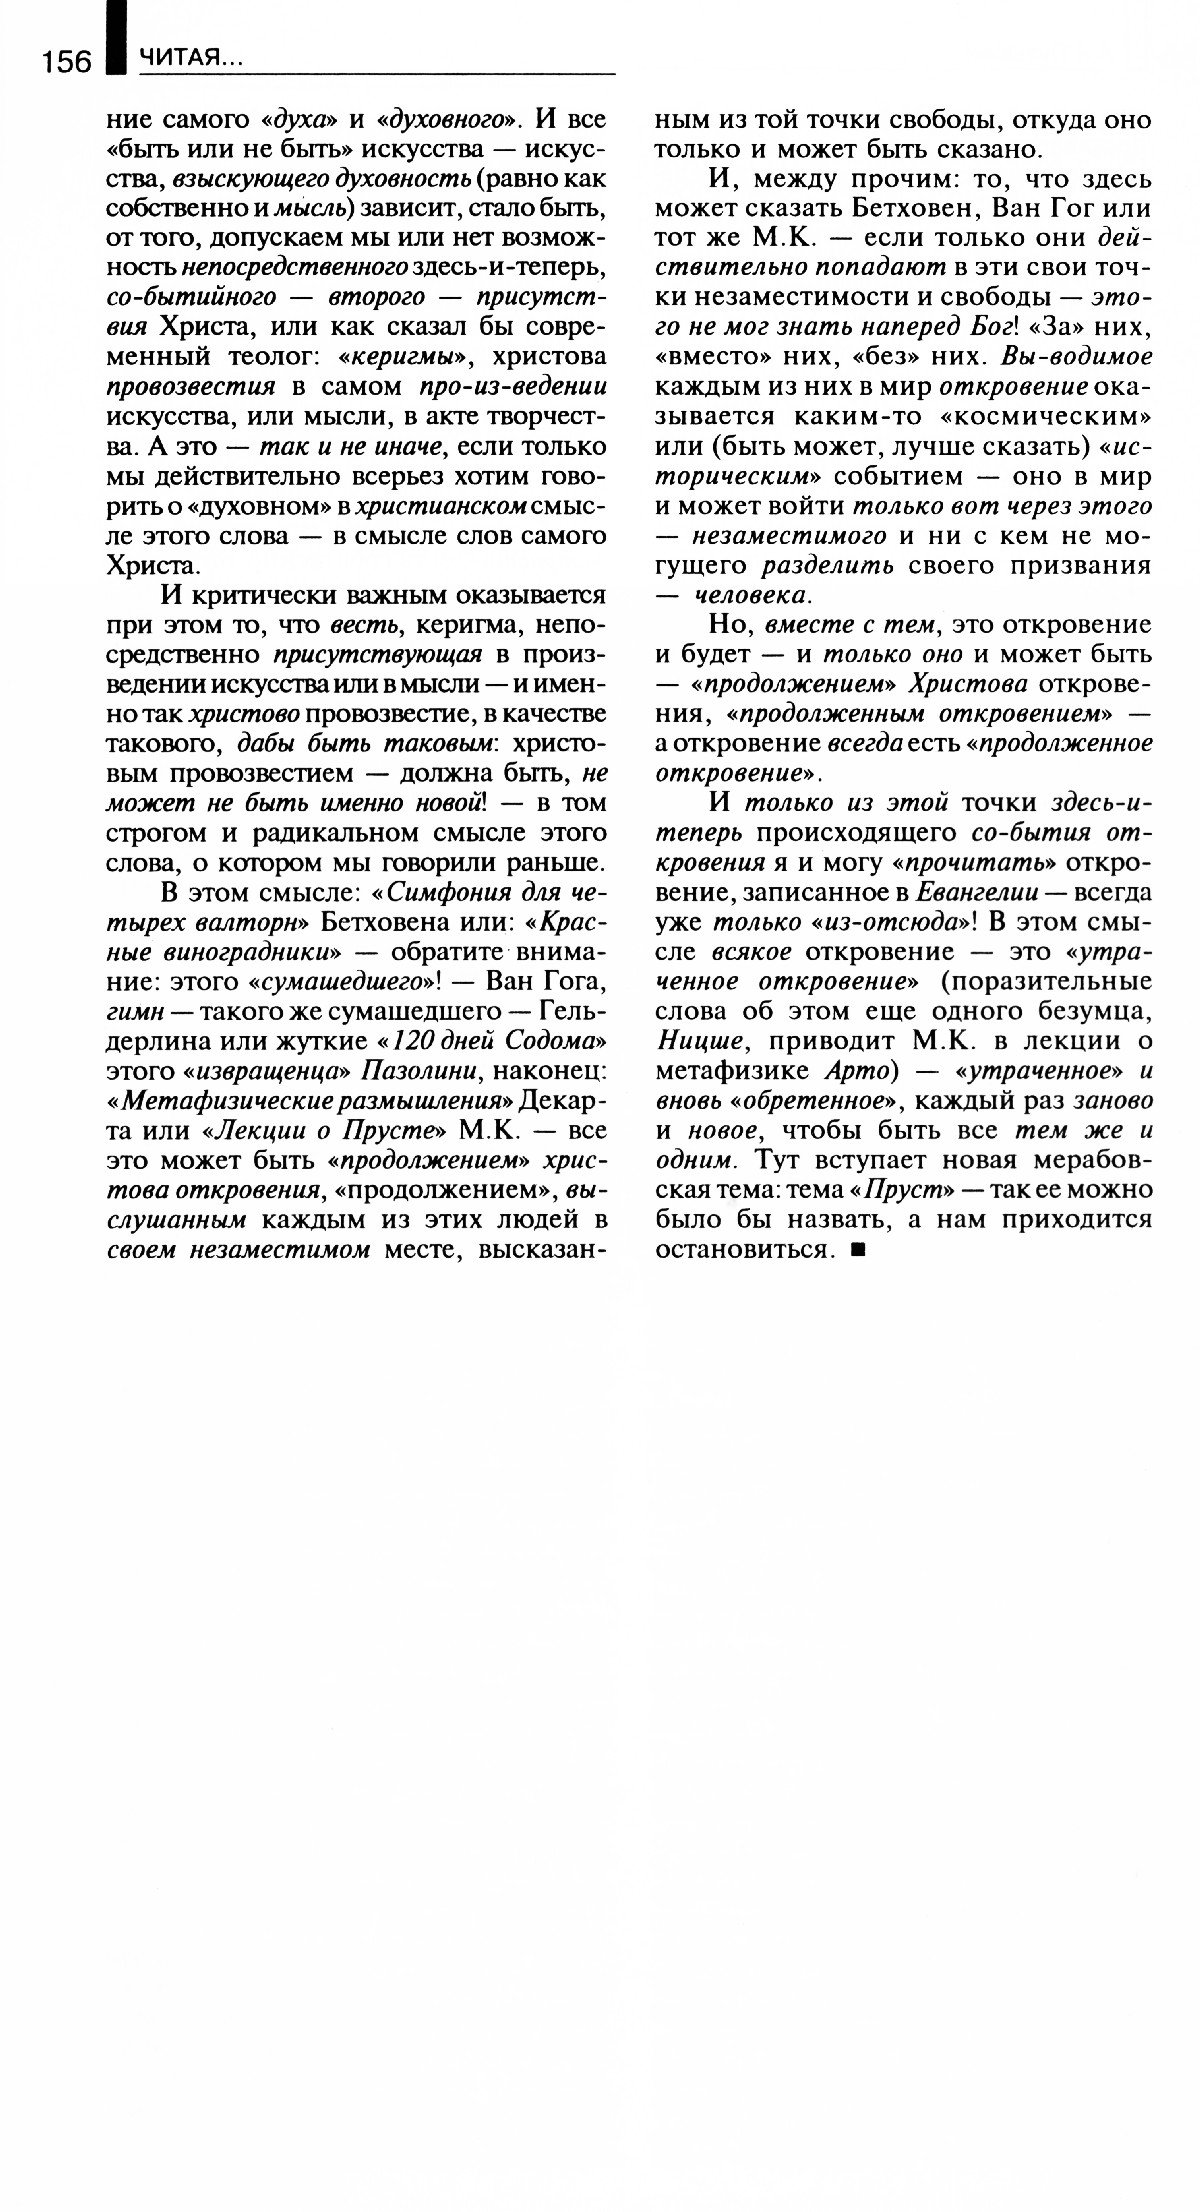 156
ЧИТАЯ...
ние самого «духа» и «духовного». И все
«быть или не быть» искусства — искус-
ства, взыскующего духовность (равно как
собственно и мысль) зависит, стало быть,
от того, допускаем мы или нет возмож-
ность непосредственного здесь-и-теперь,
со-бытийного — второго — присутст-
вия Христа, или как сказал бы совре-
менный теолог: «керигмы», христова
провозвестия в самом про-из-ведении
искусства, или мысли, в акте творчест-
ва. А это — так и не иначе, если только
мы действительно всерьез хотим гово-
рить о «духовном» в христианском смыс-
ле этого слова — в смысле слов самого
Христа.
И критически важным оказывается
при этом то, что весть, керигма, непо-
средственно присутствующая в произ-
ведении искусства или в мысли — и имен-
но так христово провозвестие, в качестве
такового, дабы быть таковым: христо-
вым провозвестием — должна быть, не
может не быть именно новой! — в том
строгом и радикальном смысле этого
слова, о котором мы говорили раньше.
В этом смысле: «Симфония для че-
тырех валторн» Бетховена или: «Крас-
ные виноградники» — обратите внима-
ние: этого «сумашедшего»! — Ван Гога,
гимн — такого же сумашедшего — Гель-
дерлина или жуткие «120 дней Содома»
этого «извращенца» Пазолини, наконец:
«Метафизические размышления» Декар-
та или «Лекции о Прусте» М.К. — все
это может быть «продолжением» хрис-
това откровения, «продолжением», вы-
слушанным каждым из этих людей в
своем незаместимом месте, высказан-
ным из той точки свободы, откуда оно
только и может быть сказано.
И, между прочим: то, что здесь
может сказать Бетховен, Ван Гог или
тот же М.К. — если только они дей-
ствительно попадают в эти свои точ-
ки незаместимости и свободы — это-
го не мог знать наперед Бог! «За» них,
«вместо» них, «без» них. Вы-водимое
каждым из них в мир откровение ока-
зывается каким-то «космическим»
или (быть может, лучше сказать) «ис-
торическим» событием — оно в мир
и может войти только вот через этого
— незаместимого и ни с кем не мо-
гущего разделить своего призвания
— человека.
Но, вместе с тем, это откровение
и будет — и только оно и может быть
— «продолжением» Христова открове-
ния, «продолженным откровением» —
а откровение всегда есть «продолженное
откровение».
И только из этой точки здесь-и-
теперь происходящего со-бытия от-
кровения я и могу «прочитать» откро-
вение, записанное в Евангелии — всегда
уже только «из-отсюда»! В этом смы-
сле всякое откровение — это «утра-
ченное откровение» (поразительные
слова об этом еще одного безумца,
Ницше, приводит М.К. в лекции о
метафизике Арто) — «утраченное» и
вновь «обретенное», каждый раз заново
и новое, чтобы быть все тем же и
одним. Тут вступает новая мерабов-
ская тема: тема «Пруст» — так ее можно
было бы назвать, а нам приходится
остановиться. ■